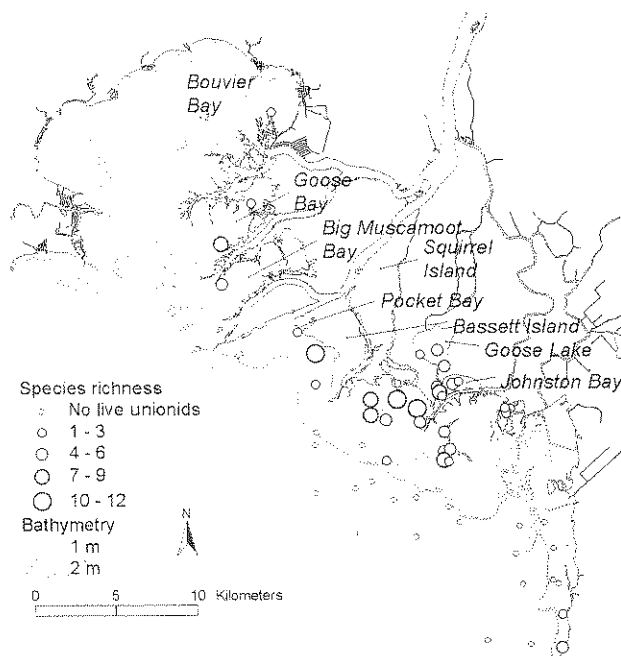 Bouvier
Bay
Goose
Bay
Big Muscamoot
Bay
Squirrel
Island
Pocket Bay
Bassett Island
Goose Lake
Johnston Bay
Species richness
No live unionids
1 - 3
4 - 6
7 - 9
10 - 12
Bathymetry
1 m
2 m
N
0 5 10 Kilometers